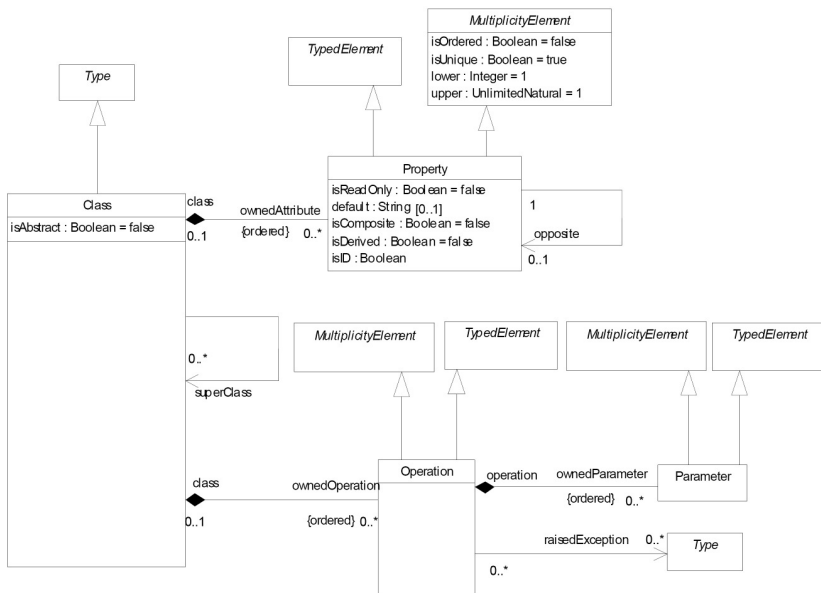 MultiplicityElement
isOrdered : Boolean = false
isUnique : Boolean = true
lower : Integer = 1
upper : UnlimitedNatural = 1
TypedElement
Type
Property
isReadOnly : Boolean = false
default : String [0..1]
isComposite : Boolean = false
isDerived : Boolean = false
isID : Boolean
Class
isAbstract : Boolean = false
class
0..1
ownedAttribute
{ordered} 0..*
1
opposite
0..1
0..*
superClass
MultiplicityElement
TypedElement
MultiplicityElement
TypedElement
class
0..1
ownedOperation
{ordered} 0..*
Operation
operation
ownedParameter
{ordered} 0..*
Parameter
raisedException
0..*
0..*
Type